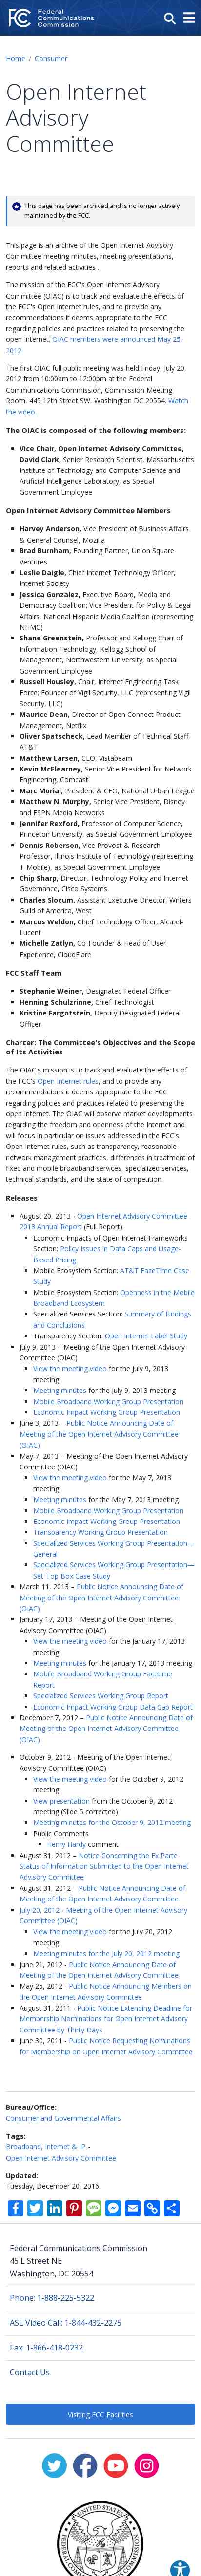 Federal
Communications
Commission
Home / Consumer
Open Internet
Advisory
Committee
This page has been archived and is no longer actively
maintained by the FCC.
This page is an archive of the Open Internet Advisory
Committee meeting minutes, meeting presentations,
reports and related activities .
The mission of the FCC's Open Internet Advisory
Committee (OIAC) is to track and evaluate the effects of
the FCC's Open Internet rules, and to provide any
recommendations it deems appropriate to the FCC
regarding policies and practices related to preserving the
open Internet. OIAC members were announced May 25,
2012.
The first OIAC full public meeting was held Friday, July 20,
2012 from 10:00am to 12:00pm at the Federal
Communications Commission, in the Commission Meeting
Room, 445 12th Street SW, Washington DC 20554. Watch
the video.
The OIAC is composed of the following members:
Vice Chair, Open Internet Advisory Committee,
David Clark, Senior Research Scientist, Massachusetts
Institute of Technology and Computer Science and
Artificial Intelligence Laboratory, as Special
Government Employee
Open Internet Advisory Committee Members
Harvey Anderson, Vice President of Business Affairs
& General Counsel, Mozilla
Brad Burnham, Founding Partner, Union Square
Ventures
Leslie Daigle, Chief Internet Technology Officer,
Internet Society
Jessica Gonzalez, Executive Board, Media and
Democracy Coalition; Vice President for Policy & Legal
Affairs, National Hispanic Media Coalition (representing
NHMC)
Shane Greenstein, Professor and Kellogg Chair of
Information Technology, Kellogg School of
Management, Northwestern University, as Special
Government Employee
Russell Housley, Chair, Internet Engineering Task
Force; Founder of Vigil Security, LLC (representing Vigil
Security, LLC)
Maurice Dean, Director of Open Connect Product
Management, Netflix
Oliver Spatscheck, Lead Member of Technical Staff,
AT&T
Matthew Larsen, CEO, Vistabeam
Kevin McElearney, Senior Vice President for Network
Engineering, Comcast
Marc Morial, President & CEO, National Urban League
Matthew N. Murphy, Senior Vice President, Disney
and ESPN Media Networks
Jennifer Rexford, Professor of Computer Science,
Princeton University, as Special Government Employee
Dennis Roberson, Vice Provost & Research
Professor, Illinois Institute of Technology (representing
T-Mobile), as Special Government Employee
Chip Sharp, Director, Technology Policy and Internet
Governance, Cisco Systems
Charles Slocum, Assistant Executive Director, Writers
Guild of America, West
Marcus Weldon, Chief Technology Officer, Alcatel-
Lucent
Michelle Zatlyn, Co-Founder & Head of User
Experience, CloudFlare
FCC Staff Team
Stephanie Weiner, Designated Federal Officer
Henning Schulzrinne, Chief Technologist
Kristine Fargotstein, Deputy Designated Federal
Officer
Charter: The Committee's Objectives and the Scope
of Its Activities
The OIAC's mission is to track and evaluate the effects of
the FCC's Open Internet rules, and to provide any
recommendations it deems appropriate to the FCC
regarding policies and practices related to preserving the
open Internet. The OIAC will observe market developments
regarding the freedom and openness of the Internet and
will focus in particular on issues addressed in the FCC's
Open Internet rules, such as transparency, reasonable
network management practices, differences in treatment of
fixed and mobile broadband services, specialized services,
technical standards, and the state of competition.
Releases
August 20, 2013 - Open Internet Advisory Committee -
2013 Annual Report (Full Report)
Economic Impacts of Open Internet Frameworks
Section: Policy Issues in Data Caps and Usage-
Based Pricing
Mobile Ecosystem Section: AT&T FaceTime Case
Study
Mobile Ecosystem Section: Openness in the Mobile
Broadband Ecosystem
Specialized Services Section: Summary of Findings
and Conclusions
Transparency Section: Open Internet Label Study
July 9, 2013 – Meeting of the Open Internet Advisory
Committee (OIAC)
View the meeting video for the July 9, 2013
meeting
Meeting minutes for the July 9, 2013 meeting
Mobile Broadband Working Group Presentation
Economic Impact Working Group Presentation
June 3, 2013 – Public Notice Announcing Date of
Meeting of the Open Internet Advisory Committee
(OIAC)
May 7, 2013 – Meeting of the Open Internet Advisory
Committee (OIAC)
View the meeting video for the May 7, 2013
meeting
Meeting minutes for the May 7, 2013 meeting
Mobile Broadband Working Group Presentation
Economic Impact Working Group Presentation
Transparency Working Group Presentation
Specialized Services Working Group Presentation—
General
Specialized Services Working Group Presentation—
Set-Top Box Case Study
March 11, 2013 – Public Notice Announcing Date of
Meeting of the Open Internet Advisory Committee
(OIAC)
January 17, 2013 – Meeting of the Open Internet
Advisory Committee (OIAC)
View the meeting video for the January 17, 2013
meeting
Meeting minutes for the January 17, 2013 meeting
Mobile Broadband Working Group Facetime
Report
Specialized Services Working Group Report
Economic Impact Working Group Data Cap Report
December 7, 2012 – Public Notice Announcing Date of
Meeting of the Open Internet Advisory Committee
(OIAC)
October 9, 2012 - Meeting of the Open Internet
Advisory Committee (OIAC)
View the meeting video for the October 9, 2012
meeting
View presentation from the October 9, 2012
meeting (Slide 5 corrected)
Meeting minutes for the October 9, 2012 meeting
Public Comments
Henry Hardy comment
August 31, 2012 – Notice Concerning the Ex Parte
Status of Information Submitted to the Open Internet
Advisory Committee
August 31, 2012 – Public Notice Announcing Date of
Meeting of the Open Internet Advisory Committee
July 20, 2012 - Meeting of the Open Internet Advisory
Committee (OIAC)
View the meeting video for the July 20, 2012
meeting
Meeting minutes for the July 20, 2012 meeting
June 21, 2012 - Public Notice Announcing Date of
Meeting of the Open Internet Advisory Committee
May 25, 2012 - Public Notice Announcing Members on
the Open Internet Advisory Committee
August 31, 2011 - Public Notice Extending Deadline for
Membership Nominations for Open Internet Advisory
Committee by Thirty Days
June 30, 2011 - Public Notice Requesting Nominations
for Membership on Open Internet Advisory Committee
Bureau/Office:
Consumer and Governmental Affairs
Tags:
Broadband, Internet & IP -
Open Internet Advisory Committee
Updated:
Tuesday, December 20, 2016
Federal Communications Commission
45 L Street NE
Washington, DC 20554
Phone: 1-888-225-5322
ASL Video Call: 1-844-432-2275
Fax: 1-866-418-0232
Contact Us
Visiting FCC Facilities